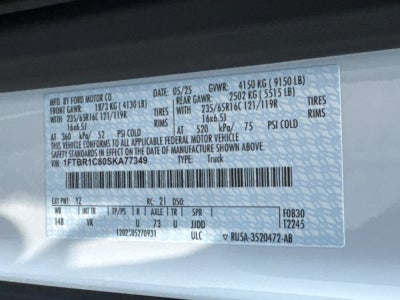 MFD. BY FORD MOTOR CO.
DATE: 05/25 GVWR: 4150 KG ( 9150 LB)
FRONT GAWR: 1873 KG ( 4130 LB) REAR GAWR: 2502 KG ( 5515 LB)
WITH 235/65R16C 121/119R TIRES WITH 235/65R16C 121/119R TIRES
16x6.5J RIMS 16x6.5J RIMS
AT 360 kPa/ 52 PSI COLD AT 520 kPa/ 75 PSI COLD
THIS VEHICLE CONFORMS TO ALL APPLICABLE FEDERAL MOTOR VEHICLE
SAFETY STANDARDS IN EFFECT ON THE DATE OF MANUFACTURE SHOWN ABOVE.
VIN: 1FTBR1C80SKA77349 TYPE: Truck
EXT PNT: YZ RC: 21 DSO:
WB INT TR R AXLE TR SPR F0830
148 VK U 73 U JJDD T2245
ULC RU5A-3520472-AB